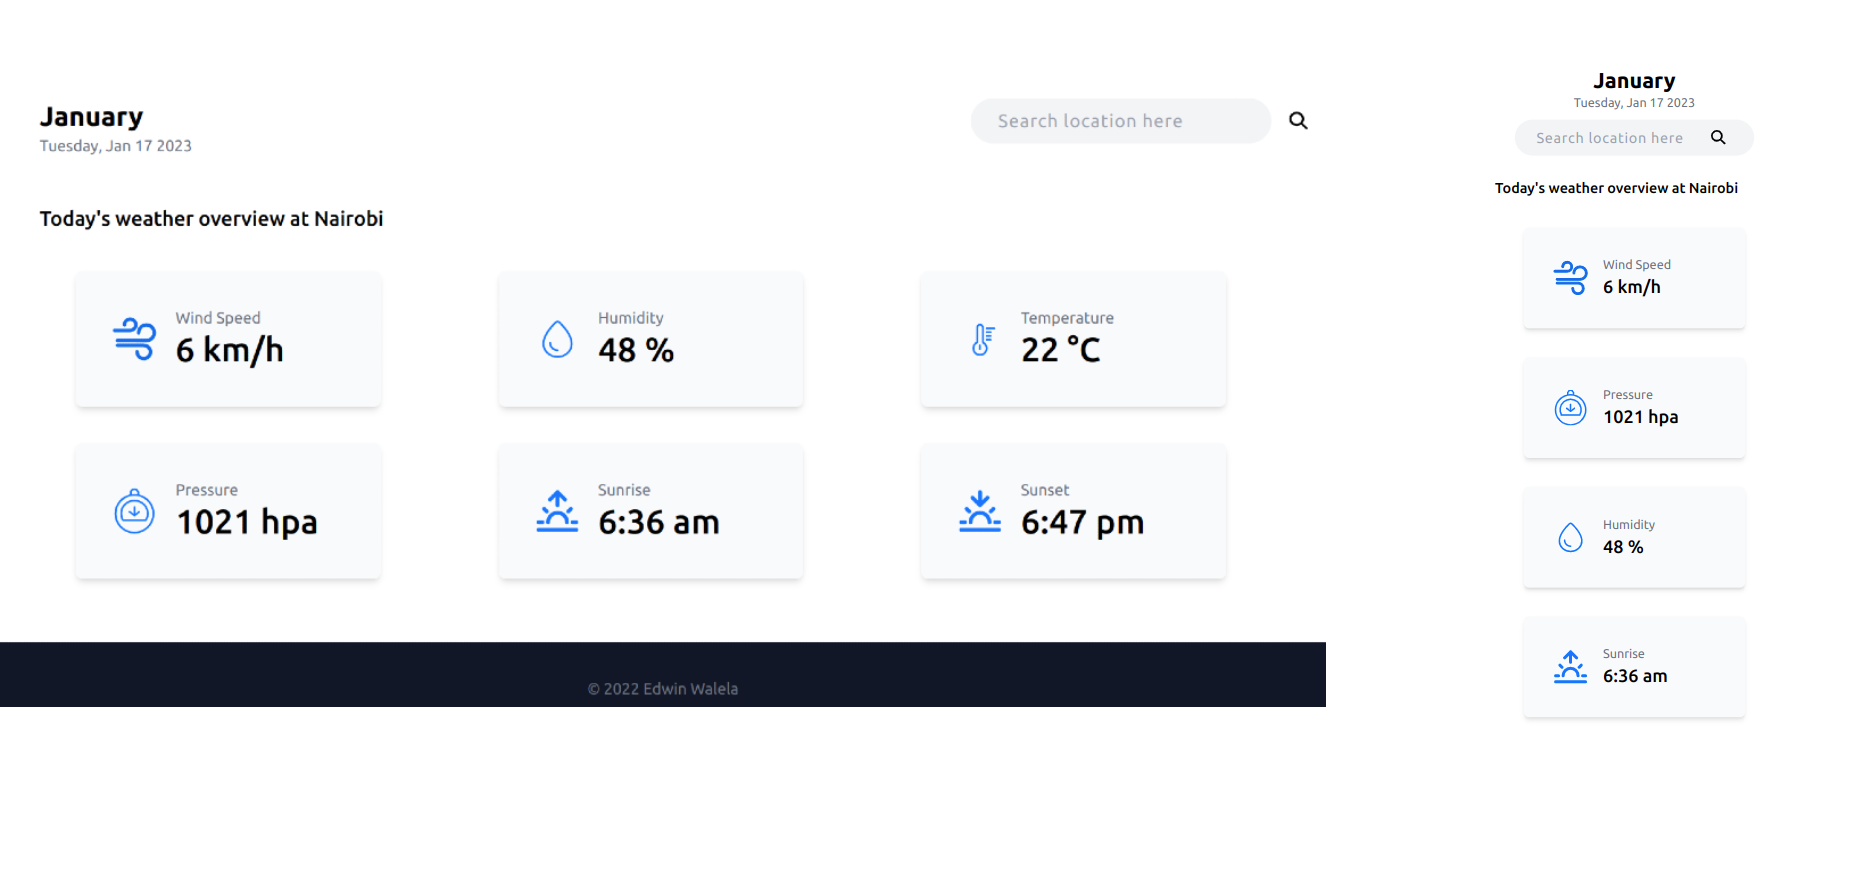 January
Tuesday, Jan 17 2023
Search location here
Today's weather overview at Nairobi
Wind Speed
6 km/h
Humidity
48 %
Temperature
22 °C
Pressure
1021 hpa
Sunrise
6:36 am
Sunset
6:47 pm
© 2022 Edwin Walela
January
Tuesday, Jan 17 2023
Search location here
Today's weather overview at Nairobi
Wind Speed
6 km/h
Pressure
1021 hpa
Humidity
48 %
Sunrise
6:36 am